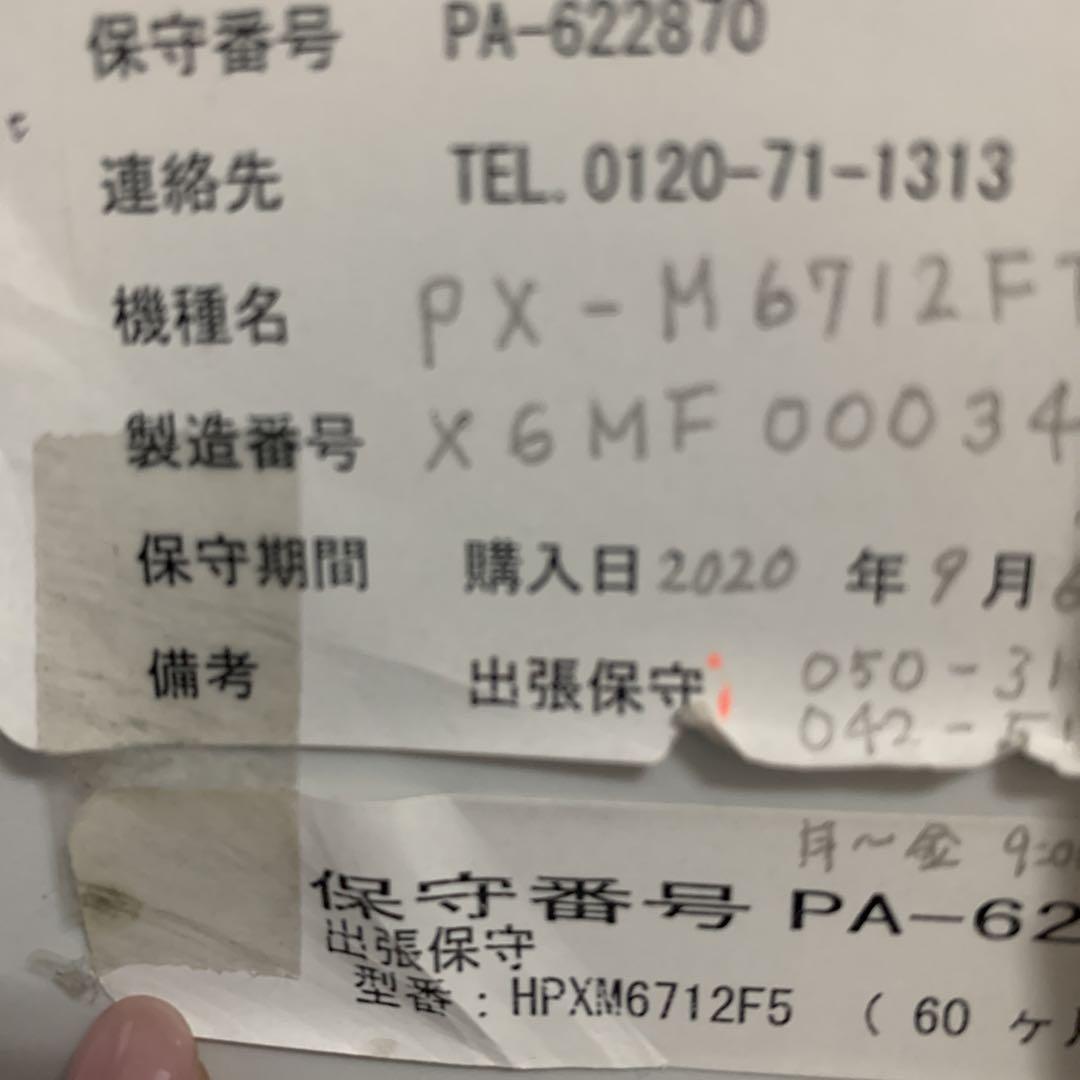 保守番号 PA-622870
連絡先 TEL. 0120-71-1313
機種名 PX-M6712FT
製造番号 X6MF00034
保守期間 購入日2020 年9月6
備考 出張保守 050-31
042-51
月〜金 9:0
保守番号 PA-62
出張保守
型番：HPXM6712F5 （60ヶ月